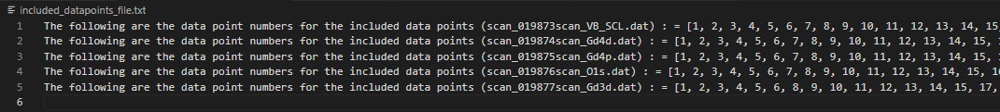 included_datapoints_file.txt
1 The following are the data point numbers for the included data points (scan_019873scan_VB_SCL.dat) : = [1, 2, 3, 4, 5, 6, 7, 8, 9, 10, 11, 12, 13, 14, 15,
2 The following are the data point numbers for the included data points (scan_019874scan_Gd4d.dat) : = [1, 2, 3, 4, 5, 6, 7, 8, 9, 10, 11, 12, 13, 14, 15,
3 The following are the data point numbers for the included data points (scan_019875scan_Gd4p.dat) : = [1, 2, 3, 4, 5, 6, 7, 8, 9, 10, 11, 12, 13, 14, 15,
4 The following are the data point numbers for the included data points (scan_019876scan_O1s.dat) : = [1, 2, 3, 4, 5, 6, 7, 8, 9, 10, 11, 12, 13, 14, 15,
5 The following are the data point numbers for the included data points (scan_019877scan_Gd3d.dat) : = [1, 2, 3, 4, 5, 6, 8, 9, 10, 11, 12, 13, 14, 15, 17,
6